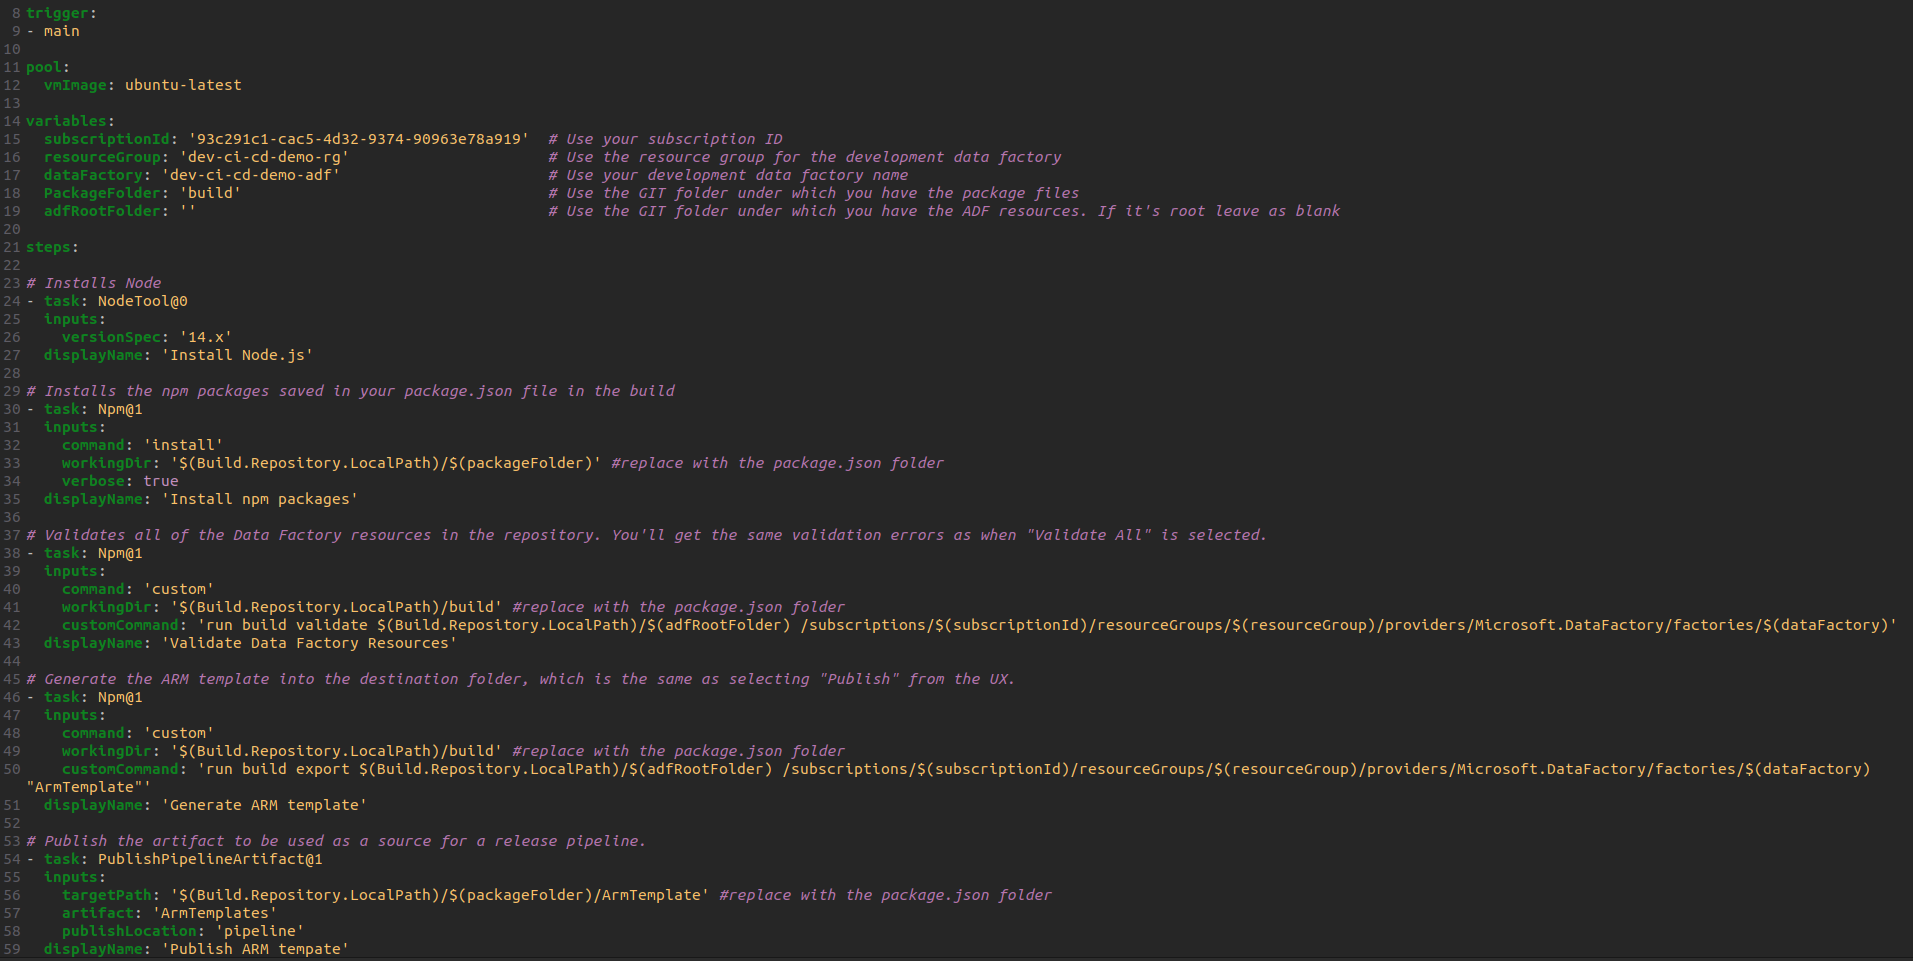 8 trigger:
9 - main
10
11 pool:
12   vmImage: ubuntu-latest
13
14 variables:
15   subscriptionId: '93c291c1-cac5-4d32-9374-90963e78a919'  # Use your subscription ID
16   resourceGroup: 'dev-ci-cd-demo-rg'                      # Use the resource group for the development data factory
17   dataFactory: 'dev-ci-cd-demo-adf'                       # Use your development data factory name
18   PackageFolder: 'build'                                  # Use the GIT folder under which you have the package files
19   adfRootFolder: ''                                       # Use the GIT folder under which you have the ADF resources. If it's root leave as blank
20
21 steps:
22
23 # Installs Node
24 - task: NodeTool@0
25   inputs:
26     versionSpec: '14.x'
27   displayName: 'Install Node.js'
28
29 # Installs the npm packages saved in your package.json file in the build
30 - task: Npm@1
31   inputs:
32     command: 'install'
33     workingDir: '$(Build.Repository.LocalPath)/$(packageFolder)' #replace with the package.json folder
34     verbose: true
35   displayName: 'Install npm packages'
36
37 # Validates all of the Data Factory resources in the repository. You'll get the same validation errors as when "Validate All" is selected.
38 - task: Npm@1
39   inputs:
40     command: 'custom'
41     workingDir: '$(Build.Repository.LocalPath)/build' #replace with the package.json folder
42     customCommand: 'run build validate $(Build.Repository.LocalPath)/$(adfRootFolder) /subscriptions/$(subscriptionId)/resourceGroups/$(resourceGroup)/providers/Microsoft.DataFactory/factories/$(dataFactory)'
43   displayName: 'Validate Data Factory Resources'
44
45 # Generate the ARM template into the destination folder, which is the same as selecting "Publish" from the UX.
46 - task: Npm@1
47   inputs:
48     command: 'custom'
49     workingDir: '$(Build.Repository.LocalPath)/build' #replace with the package.json folder
50     customCommand: 'run build export $(Build.Repository.LocalPath)/$(adfRootFolder) /subscriptions/$(subscriptionId)/resourceGroups/$(resourceGroup)/providers/Microsoft.DataFactory/factories/$(dataFactory)
"ArmTemplate"'
51   displayName: 'Generate ARM template'
52
53 # Publish the artifact to be used as a source for a release pipeline.
54 - task: PublishPipelineArtifact@1
55   inputs:
56     targetPath: '$(Build.Repository.LocalPath)/$(packageFolder)/ArmTemplate' #replace with the package.json folder
57     artifact: 'ArmTemplates'
58     publishLocation: 'pipeline'
59   displayName: 'Publish ARM tempate'